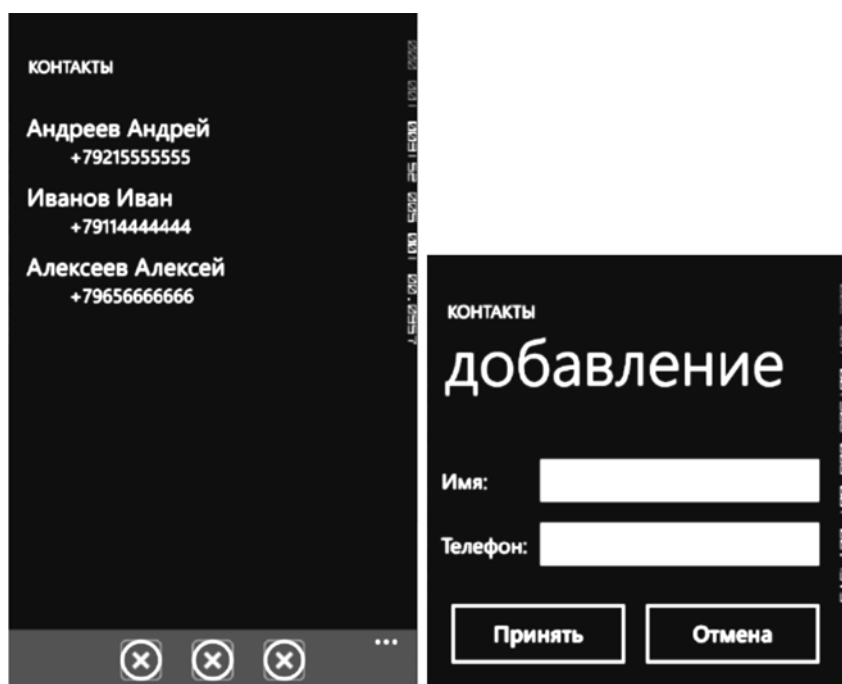 КОНТАКТЫ
Андреев Андрей
+79215555555
Иванов Иван
+79114444444
Алексеев Алексей
+79656666666
...
КОНТАКТЫ
добавление
Имя:
Телефон:
Принять
Отмена